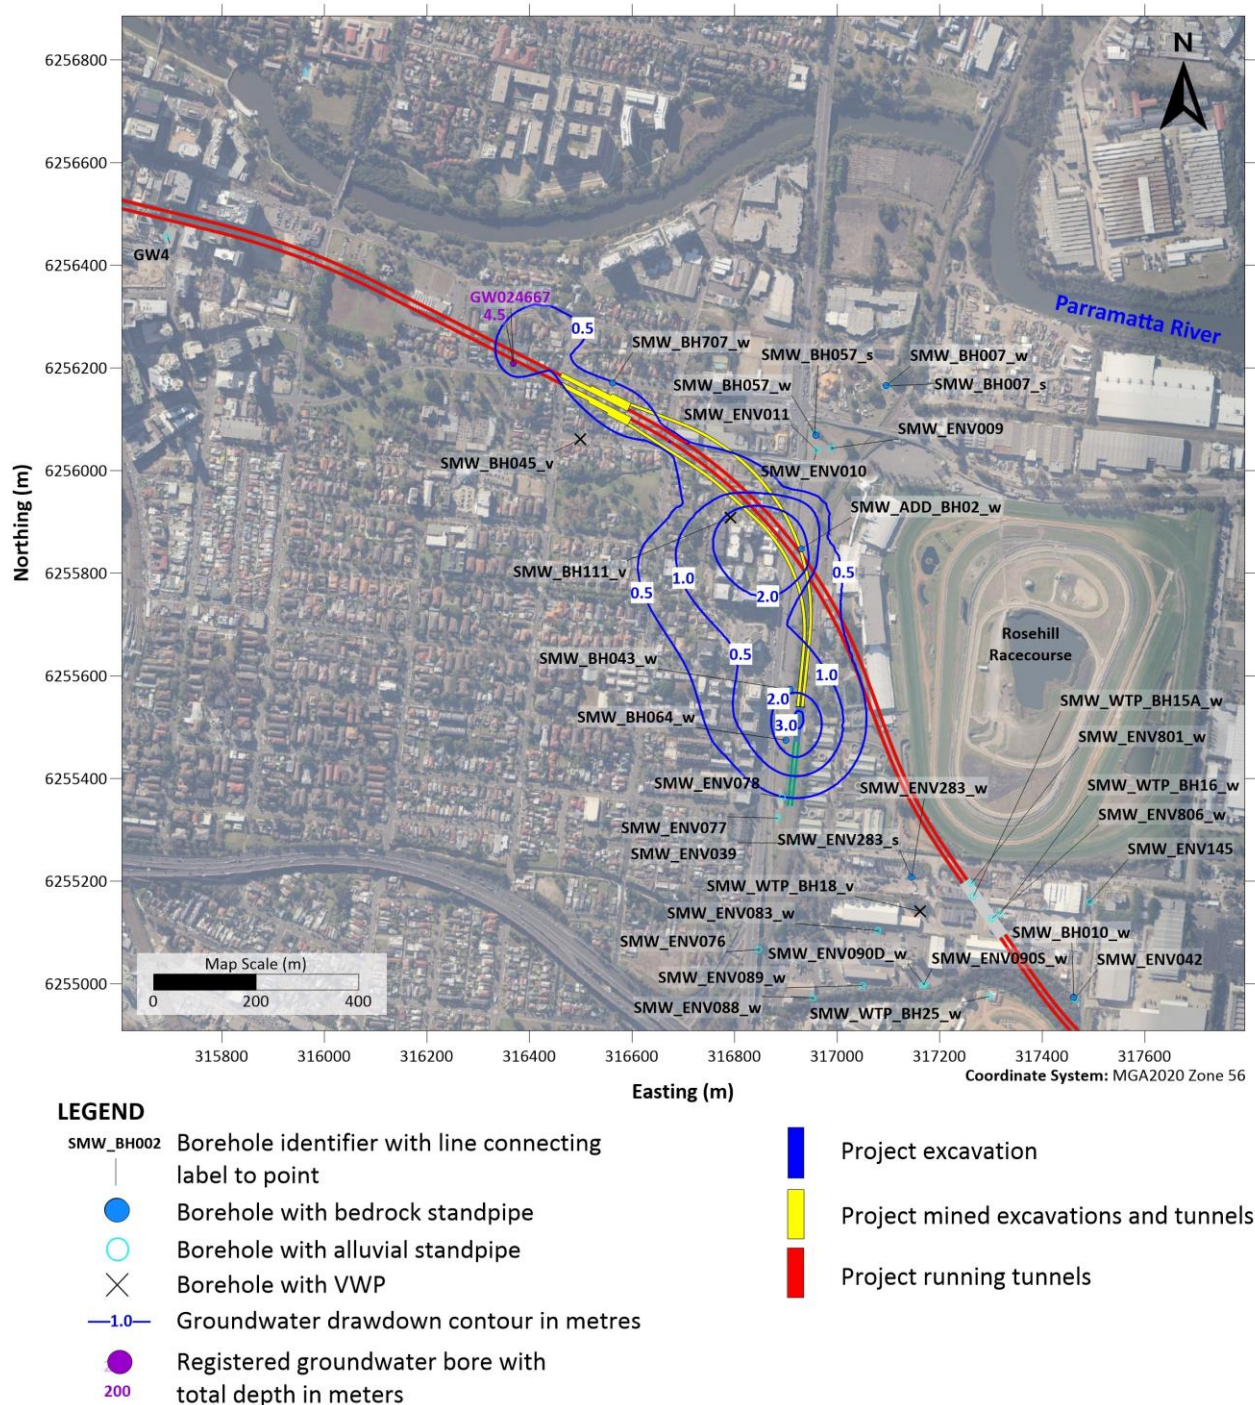 N
6256800
6256600
6256400
6256200
6256000
6255800
6255600
6255400
6255200
6255000
Northing (m)
Parramatta River
GW4
GW024667
4.5
0.5
SMW_BH707_w
SMW_BH057_s
SMW_BH007_w
SMW_BH057_w
SMW_BH007_s
SMW_ENV011
SMW_ENV009
SMW_BH045_v
SMW_ENV010
SMW_ADD_BH02_w
SMW_BH111_v
0.5
1.0
2.0
0.5
Rosehill
Racecourse
SMW_BH043_w
0.5
1.0
2.0
SMW_WTP_BH15A_w
SMW_BH064_w
3.0
SMW_ENV801_w
SMW_ENV078
SMW_ENV283_w
SMW_WTP_BH16_w
SMW_ENV806_w
SMW_ENV077
SMW_ENV283_s
SMW_ENV145
SMW_ENV039
SMW_WTP_BH18_v
SMW_ENV083_w
SMW_BH010_w
SMW_ENV076
SMW_ENV090D_w
SMW_ENV090S_w
SMW_ENV042
SMW_ENV089_w
SMW_ENV088_w
SMW_WTP_BH25_w
Map Scale (m)
0 200 400
315800 316000 316200 316400 316600 316800 317000 317200 317400 317600
Coordinate System: MGA2020 Zone 56
Easting (m)
LEGEND
SMW_BH002 Borehole identifier with line connecting
label to point
Borehole with bedrock standpipe
Borehole with alluvial standpipe
Borehole with VWP
1.0 Groundwater drawdown contour in metres
Registered groundwater bore with
200 total depth in meters
Project excavation
Project mined excavations and tunnels
Project running tunnels